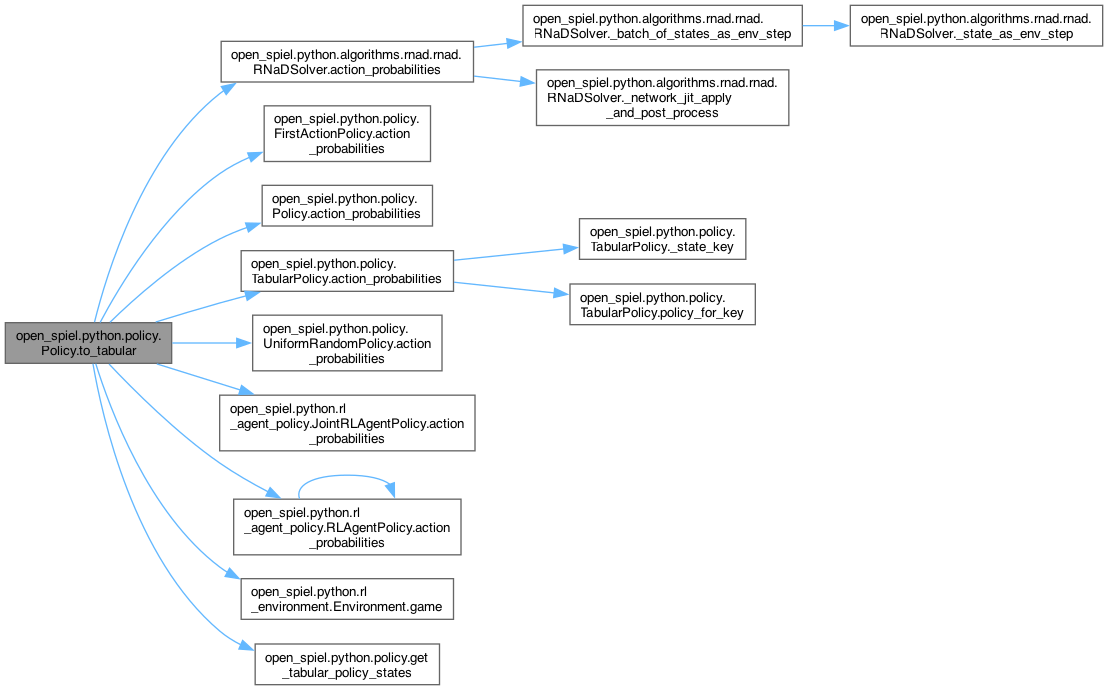 open_spiel.python.policy.
Policy.to_tabular
open_spiel.python.algorithms.rnad.rnad.
RNaDSolver.action_probabilities
open_spiel.python.algorithms.rnad.rnad.
RNaDSolver._batch_of_states_as_env_step
open_spiel.python.algorithms.rnad.rnad.
RNaDSolver._state_as_env_step
open_spiel.python.algorithms.rnad.rnad.
RNaDSolver._network_jit_apply
_and_post_process
open_spiel.python.policy.
FirstActionPolicy.action
_probabilities
open_spiel.python.policy.
Policy.action_probabilities
open_spiel.python.policy.
TabularPolicy.action_probabilities
open_spiel.python.policy.
TabularPolicy._state_key
open_spiel.python.policy.
TabularPolicy.policy_for_key
open_spiel.python.policy.
UniformRandomPolicy.action
_probabilities
open_spiel.python.rl
_agent_policy.JointRLAgentPolicy.action
_probabilities
open_spiel.python.rl
_agent_policy.RLAgentPolicy.action
_probabilities
open_spiel.python.rl
_environment.Environment.game
open_spiel.python.policy.get
_tabular_policy_states